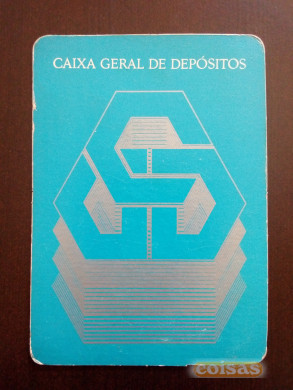 CAIXA GERAL DE DEPÓSITOS
coisas